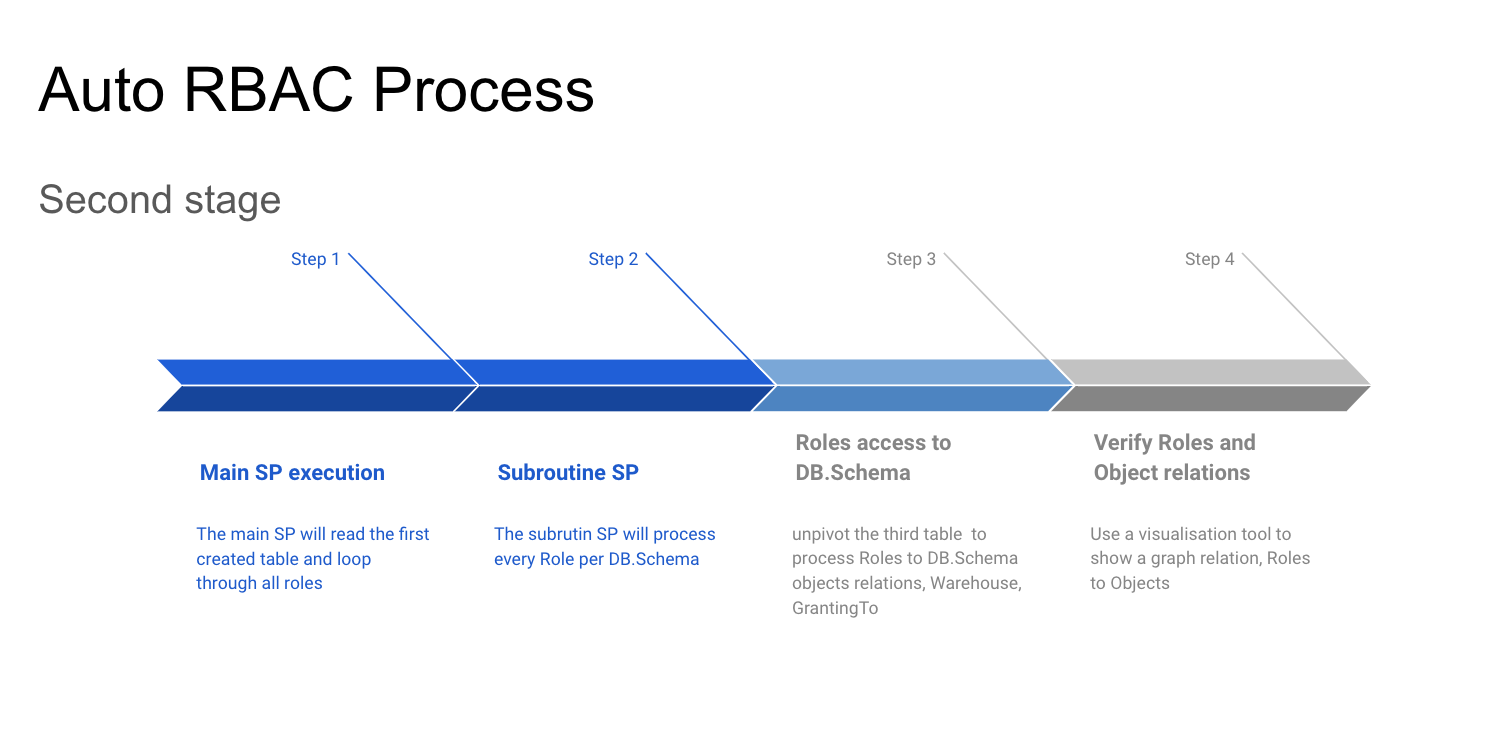 Auto RBAC Process
Second stage
Step 1
Step 2
Step 3
Step 4
Main SP execution
The main SP will read the first
created table and loop
through all roles
Subroutine SP
The subrutin SP will process
every Role per DB.Schema
Roles access to
DB.Schema
unpivot the third table  to
process Roles to DB.Schema
objects relations, Warehouse,
GrantingTo
Verify Roles and
Object relations
Use a visualisation tool to
show a graph relation, Roles
to Objects